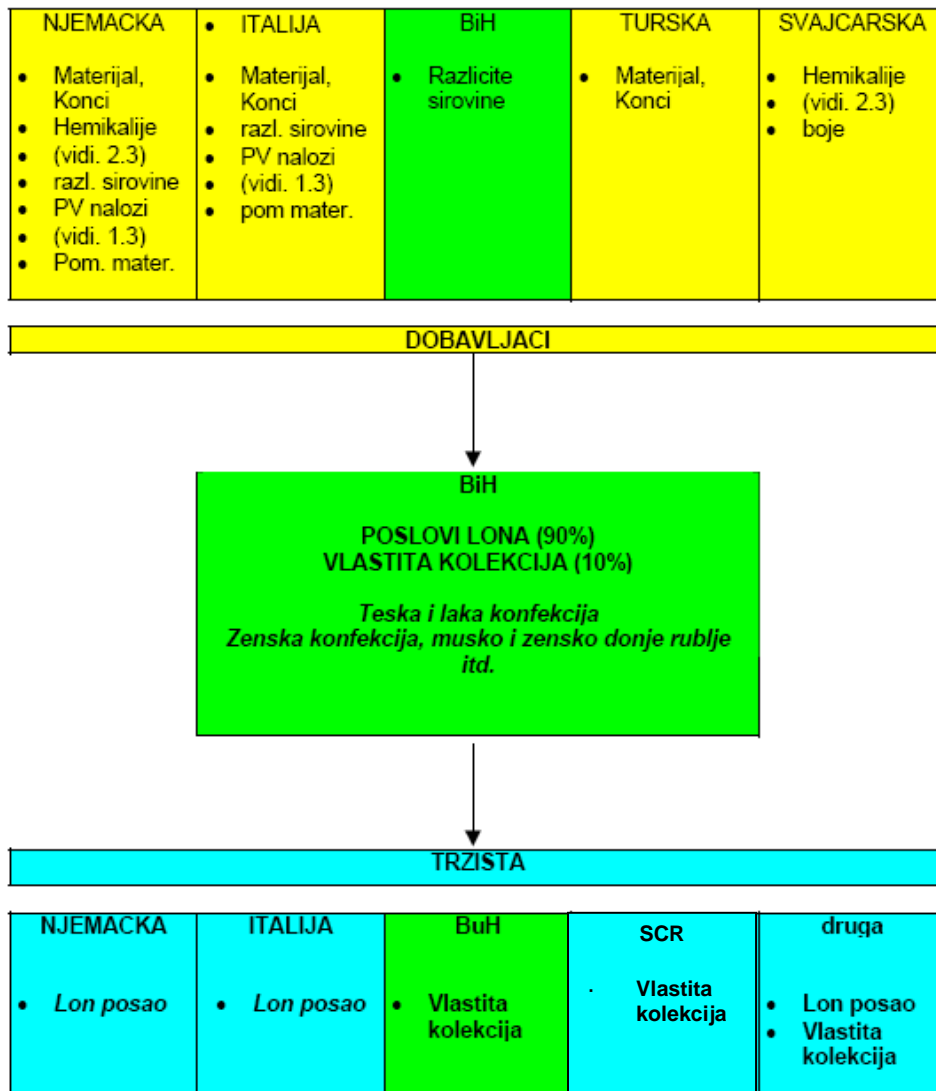 NJEMACKA
• Materijal,
Konci
• Hemikalije
• (vidi. 2.3)
• razl. sirovine
• PV nalozi
• (vidi. 1.3)
• Pom. mater.
• ITALIJA
• Materijal,
Konci
• razl. sirovine
• PV nalozi
• (vidi. 1.3)
• pom mater.
BiH
• Razlicite
sirovine
TURSKA
• Materijal,
Konci
SVAJCARSKA
• Hemikalije
• (vidi. 2.3)
• boje
DOBAVLJACI
BiH
POSLOVI LONA (90%)
VLASTITA KOLEKCIJA (10%)
Teska i laka konfekcija
Zenska konfekcija, musko i zensko donje rublje
itd.
TRZISTA
NJEMACKA
• Lon posao
ITALIJA
• Lon posao
BuH
• Vlastita
kolekcija
SCR
· Vlastita
kolekcija
druga
• Lon posao
• Vlastita
kolekcija